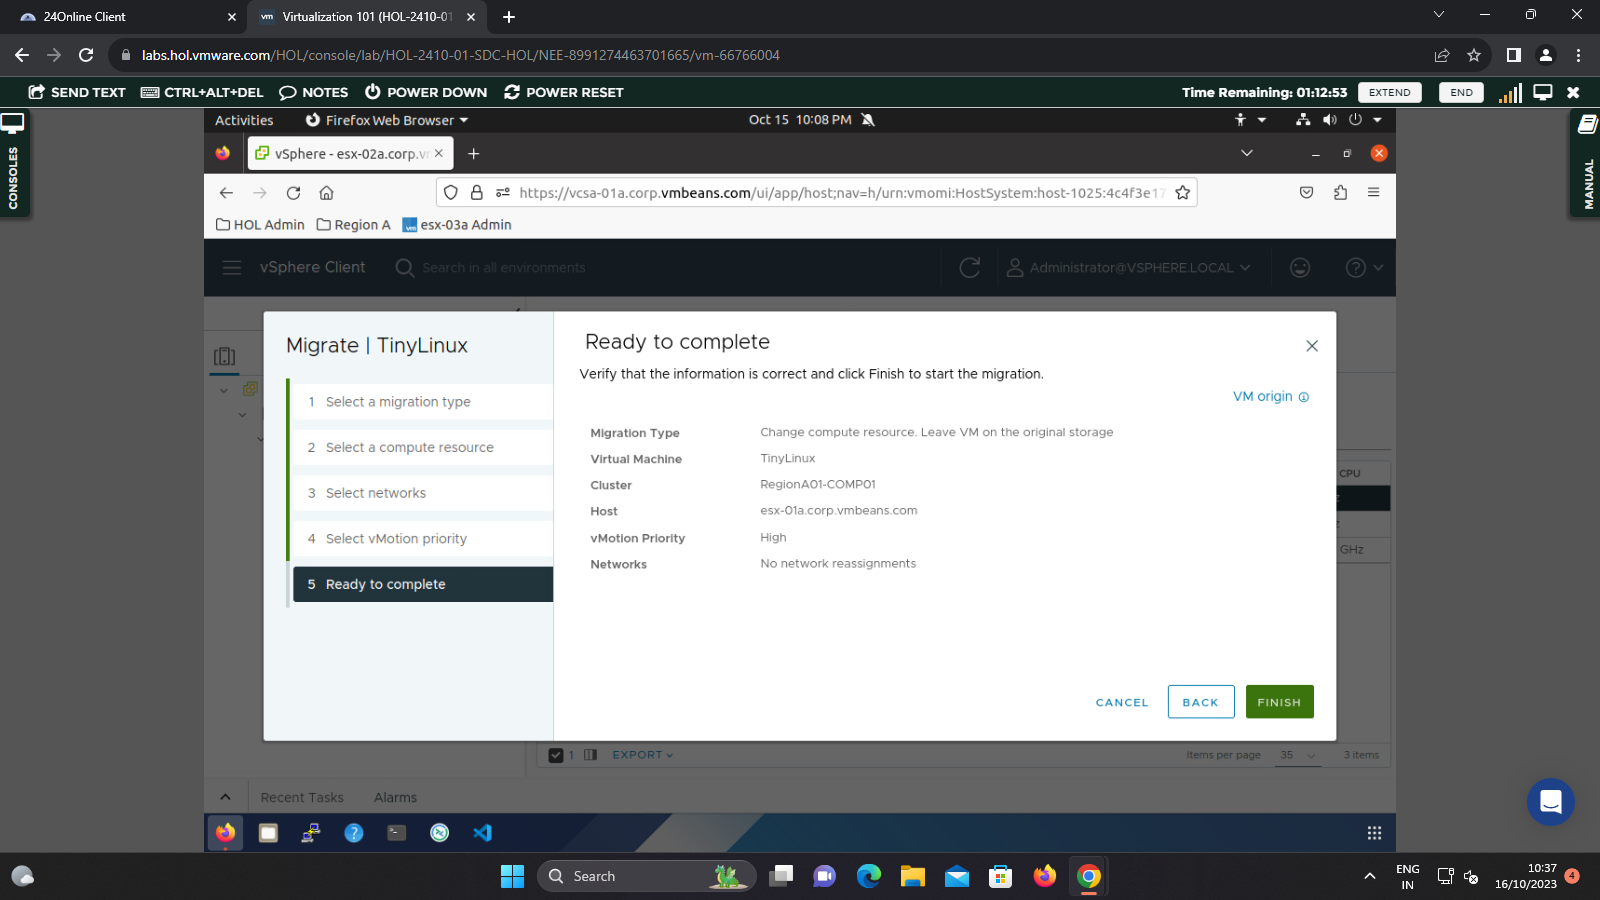 24Online Client
vm Virtualization 101 (HOL-2410-01
labs.hol.vmware.com/HOL/console/lab/HOL-2410-01-SDC-HOL/NEE-8991274463701665/vm-66766004
SEND TEXT CTRL+ALT+DEL NOTES POWER DOWN POWER RESET
Time Remaining: 01:12:53 EXTEND END
CONSOLES
MANUAL
Activities Firefox Web Browser Oct 15 10:08 PM
vSphere - esx-02a.corp.v
https://vcsa-01a.corp.vmbeans.com/ui/app/host;nav=h/urn:vmomi:HostSystem:host-1025:4c4f3e17
HOL Admin Region A vm esx-03a Admin
vSphere Client Search in all environments Administrator@VSPHERE.LOCAL
Migrate | TinyLinux
1 Select a migration type
2 Select a compute resource
3 Select networks
4 Select vMotion priority
5 Ready to complete
Ready to complete
Verify that the information is correct and click Finish to start the migration.
VM origin
Migration Type Change compute resource. Leave VM on the original storage
Virtual Machine TinyLinux
Cluster RegionA01-COMP01
Host esx-01a.corp.vmbeans.com
vMotion Priority High
Networks No network reassignments
CANCEL BACK FINISH
CPU
GHz
1 EXPORT Items per page 35 3 items
Recent Tasks Alarms
Search
ENG
IN
10:37
16/10/2023
4